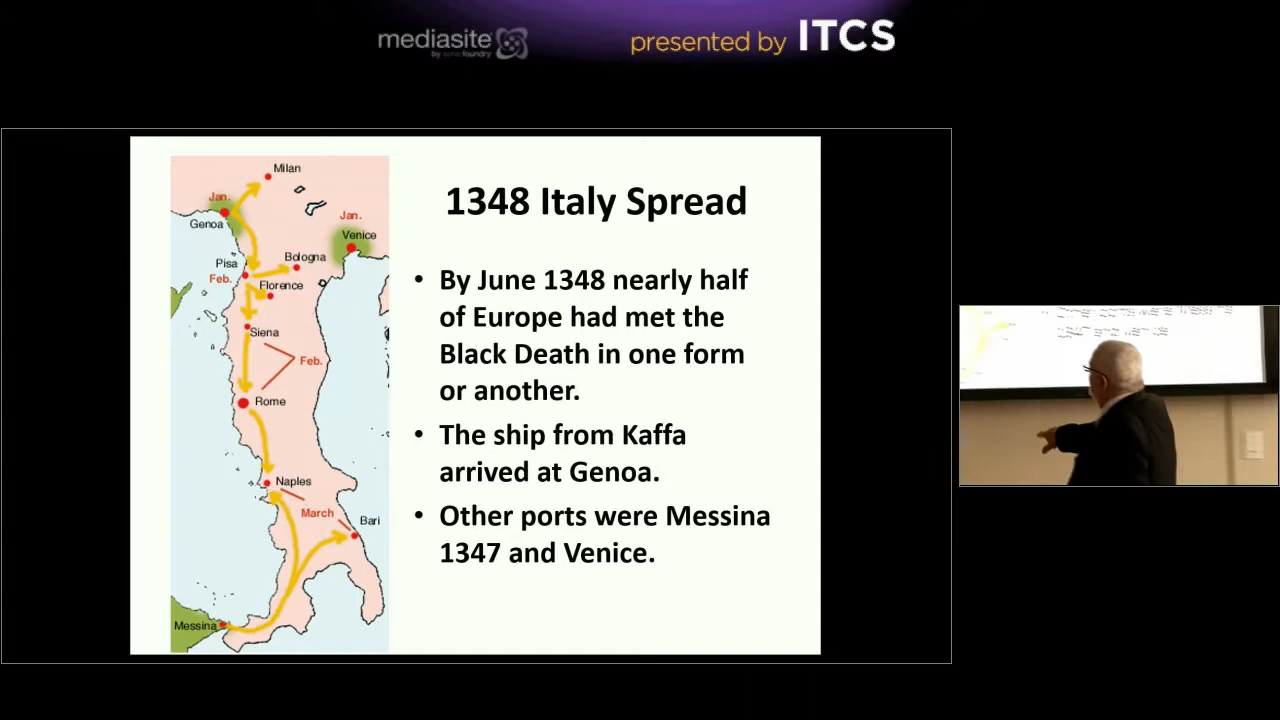 mediasite
by sonicfoundry
presented by ITCS
1348 Italy Spread
• By June 1348 nearly half
of Europe had met the
Black Death in one form
or another.
• The ship from Kaffa
arrived at Genoa.
• Other ports were Messina
1347 and Venice.
Milan
Jan.
Genoa
Jan.
Venice
Bologna
Pisa
Feb.
Florence
Siena
Feb.
Rome
Naples
March
Bari
Messina